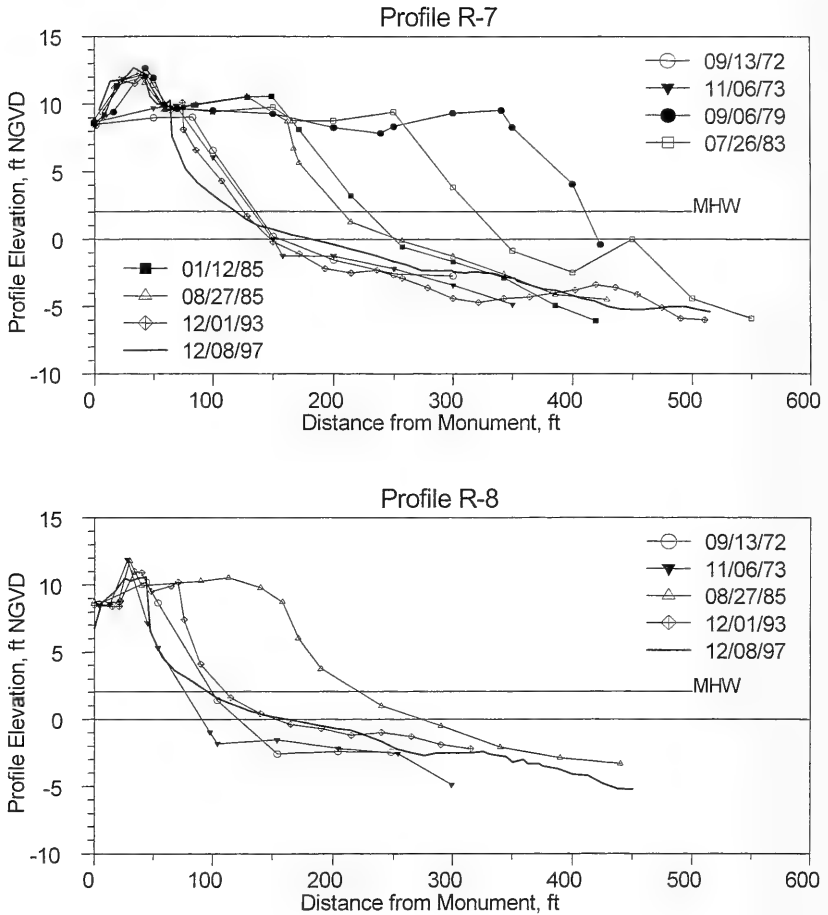 Profile R-7
15
10
5
0
-5
-10
Profile Elevation, ft NGVD
09/13/72
11/06/73
09/06/79
07/26/83
MHW
01/12/85
08/27/85
12/01/93
12/08/97
0 100 200 300 400 500 600
Distance from Monument, ft
Profile R-8
15
10
5
0
-5
-10
Profile Elevation, ft NGVD
09/13/72
11/06/73
08/27/85
12/01/93
12/08/97
MHW
0 100 200 300 400 500 600
Distance from Monument, ft